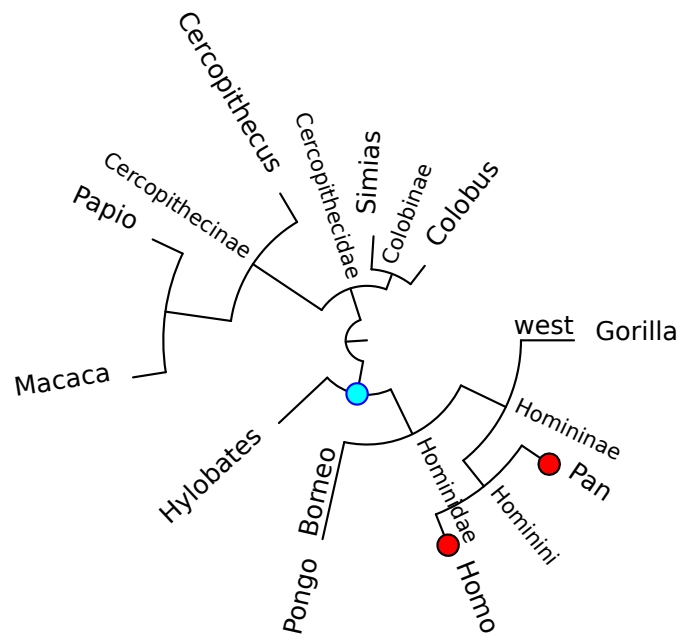 Cercopithecus
Cercopithecidae
Simias
Colobinae
Colobus
Cercopithecinae
Papio
Macaca
west
Gorilla
Homininae
Pan
Hominini
Hominidae
Homo
Borneo
Pongo
Hylobates